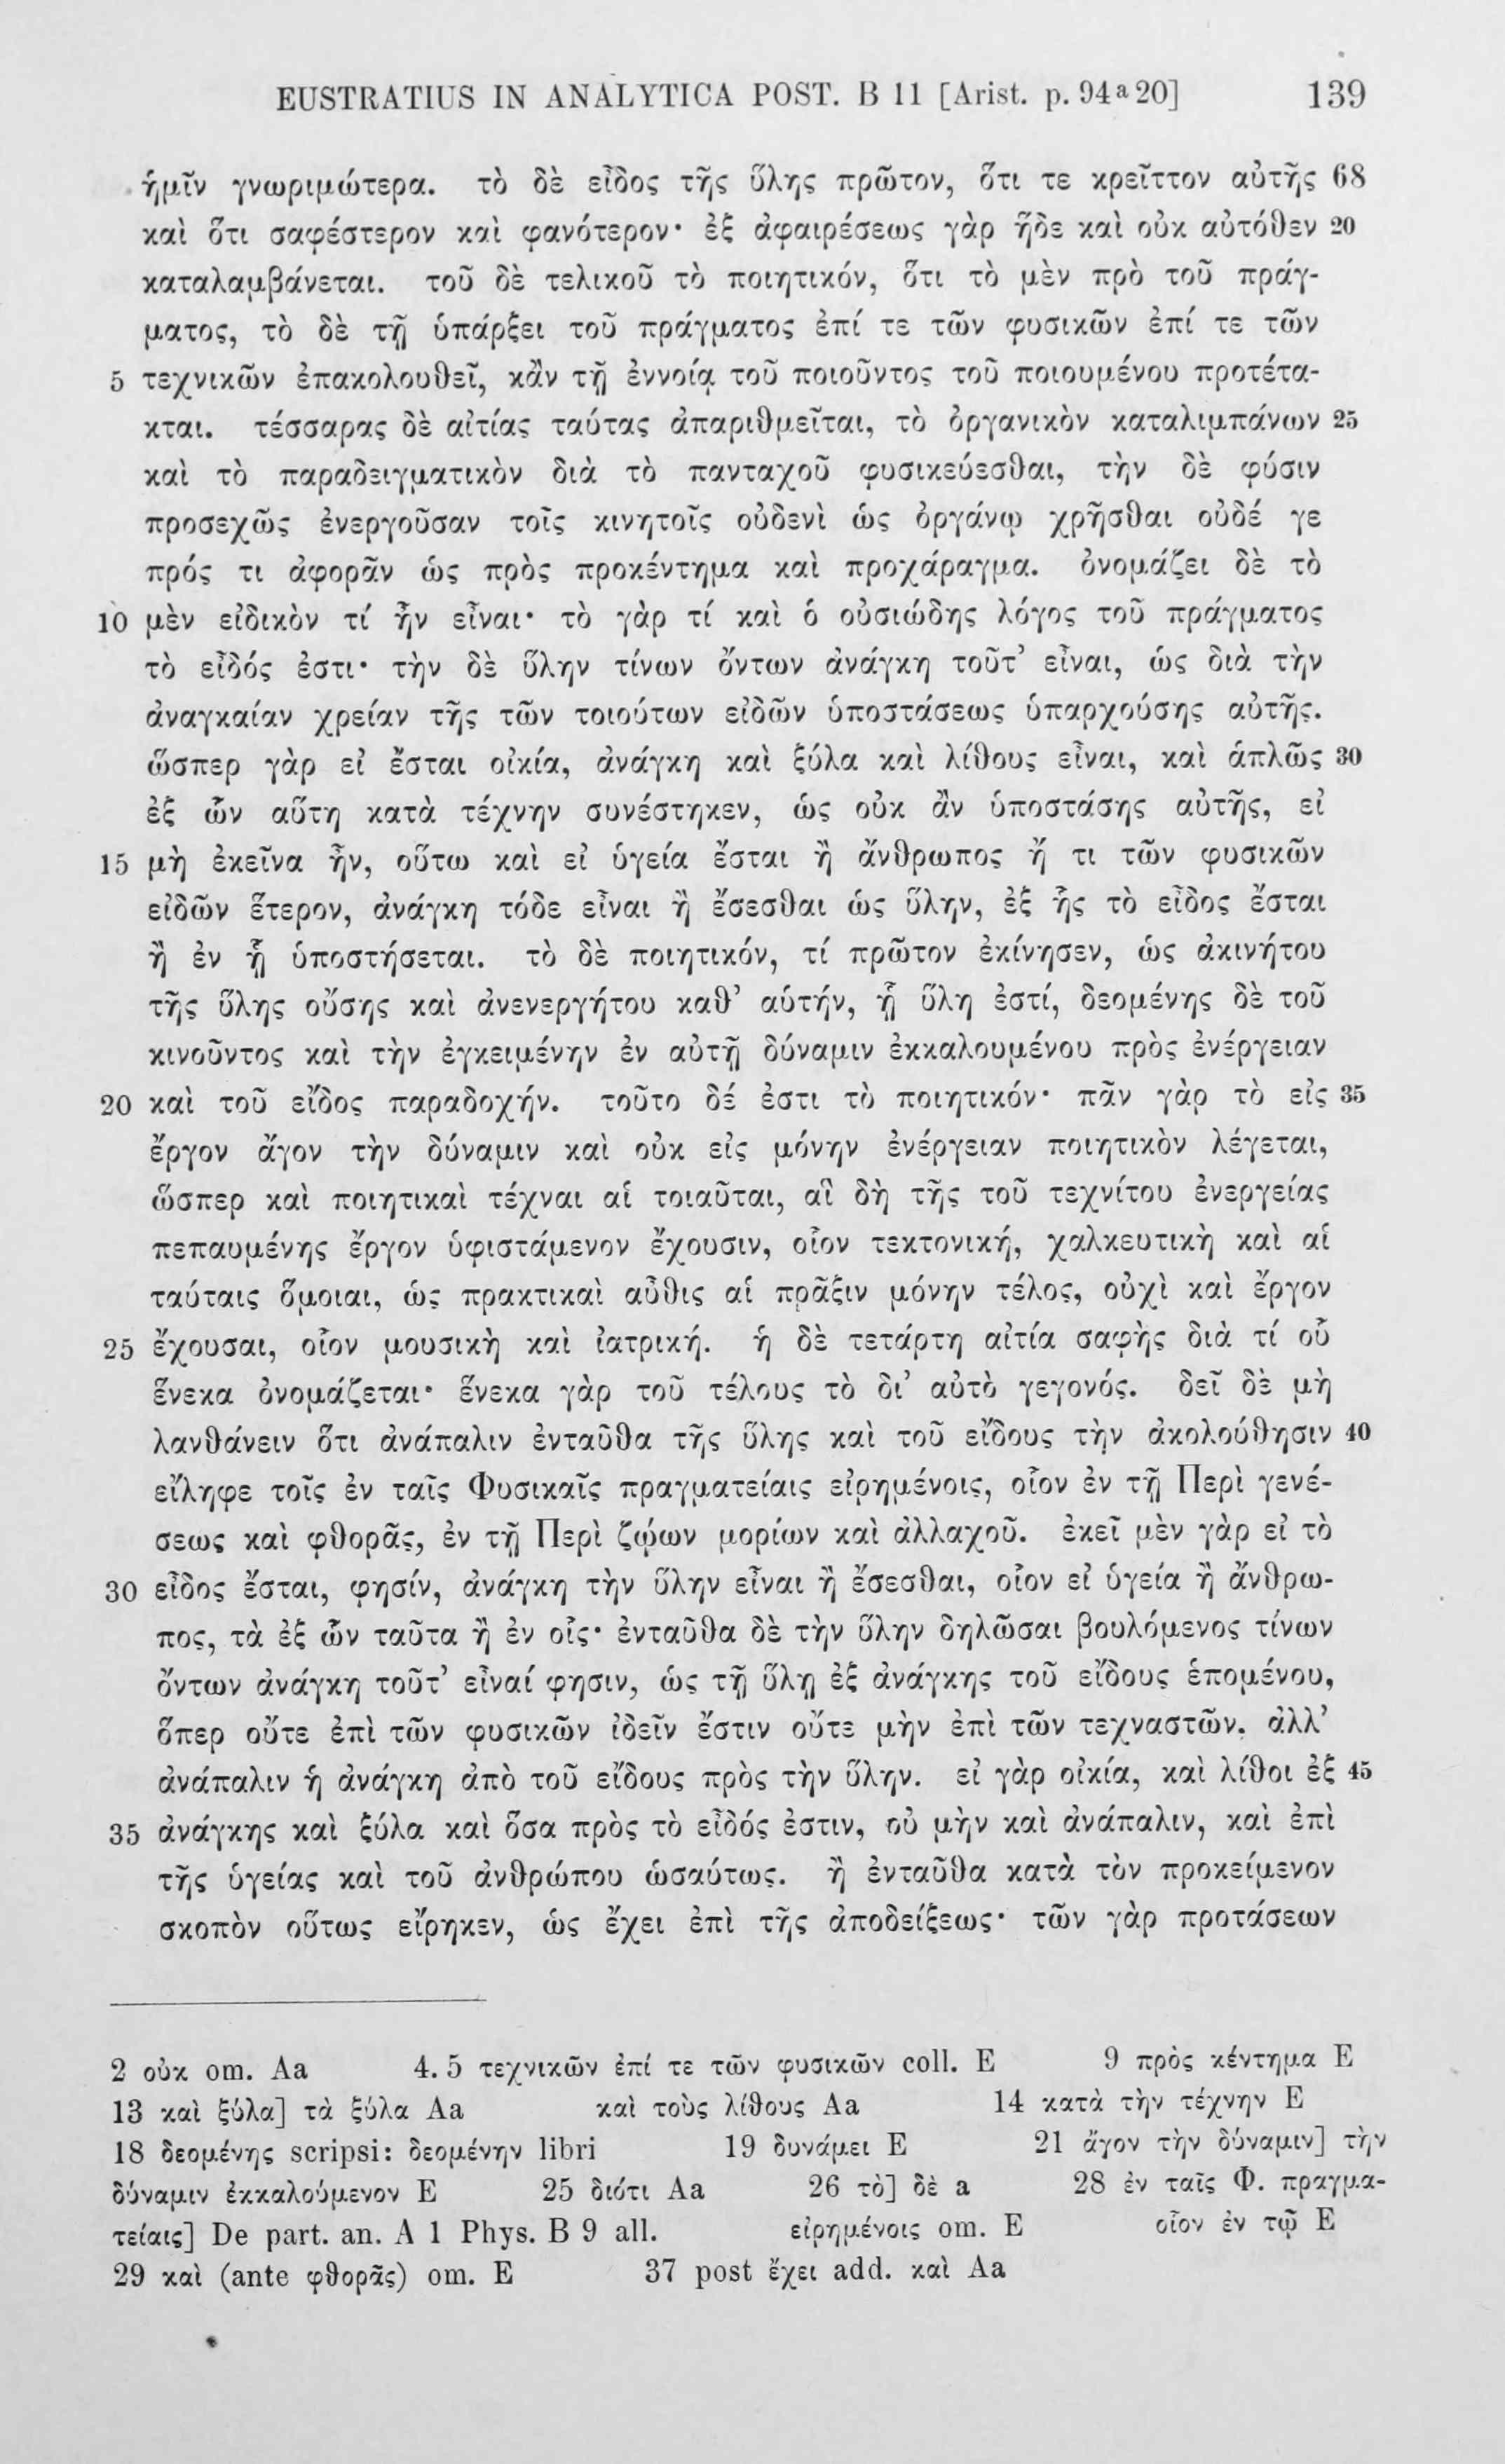 EUSTRATIUS IN ANALYTICA POST. B 11 [Arist. p. 94a20] 139
ἡμῖν γνωριμώτερα. τὸ δὲ εἶδος τῆς ὕλης πρῶτον, ὅτι τε κρεῖττον αὐτῆς 68
καὶ ὅτι σαφέστερον καὶ φανότερον· ἐξ ἀφαιρέσεως γὰρ ἥδε καὶ οὐκ αὐτόθεν 20
καταλαμβάνεται. τοῦ δὲ τελικοῦ τὸ ποιητικόν, ὅτι τὸ μὲν πρὸ τοῦ πράγ-
ματος, τὸ δὲ τῇ ὑπάρξει τοῦ πράγματος ἐπί τε τῶν φυσικῶν ἐπί τε τῶν
5 τεχνικῶν ἐπακολουθεῖ, κἂν τῇ ἐννοίᾳ τοῦ ποιοῦντος τοῦ ποιουμένου προτέτα-
κται. τέσσαρας δὲ αἰτίας ταύτας ἀπαριθμεῖται, τὸ ὀργανικὸν καταλιμπάνων 25
καὶ τὸ παραδειγματικὸν διὰ τὸ πανταχοῦ φυσικεύεσθαι, τὴν δὲ φύσιν
προσεχῶς ἐνεργοῦσαν τοῖς κινητοῖς οὐδενὶ ὡς ὀργάνῳ χρῆσθαι οὐδέ γε
πρός τι ἀφορᾶν ὡς πρὸς προκέντημα καὶ προχάραγμα. ὀνομάζει δὲ τὸ
10 μὲν εἰδικὸν τί ἦν εἶναι· τὸ γὰρ τί καὶ ὁ οὐσιώδης λόγος τοῦ πράγματος
τὸ εἶδός ἐστι· τὴν δὲ ὕλην τίνων ὄντων ἀνάγκη τοῦτ’ εἶναι, ὡς διὰ τὴν
ἀναγκαίαν χρείαν τῆς τῶν τοιούτων εἰδῶν ὑποστάσεως ὑπαρχούσης αὐτῆς.
ὥσπερ γὰρ εἰ ἔσται οἰκία, ἀνάγκη καὶ ξύλα καὶ λίθους εἶναι, καὶ ἁπλῶς 30
ἐξ ὧν αὕτη κατὰ τέχνην συνέστηκεν, ὡς οὐκ ἂν ὑποστάσης αὐτῆς, εἰ
15 μὴ ἐκεῖνα ἦν, οὕτω καὶ εἰ ὑγεία ἔσται ἢ ἄνθρωπος ἤ τι τῶν φυσικῶν
εἰδῶν ἕτερον, ἀνάγκη τόδε εἶναι ἢ ἔσεσθαι ὡς ὕλην, ἐξ ἧς τὸ εἶδος ἔσται
ἢ ἐν ᾗ ὑποστήσεται. τὸ δὲ ποιητικόν, τί πρῶτον ἐκίνησεν, ὡς ἀκινήτου
τῆς ὕλης οὔσης καὶ ἀνενεργήτου καθ’ αὑτήν, ᾗ ὕλη ἐστί, δεομένης δὲ τοῦ
κινοῦντος καὶ τὴν ἐγκειμένην ἐν αὐτῇ δύναμιν ἐκκαλουμένου πρὸς ἐνέργειαν
20 καὶ τοῦ εἴδος παραδοχήν. τοῦτο δέ ἐστι τὸ ποιητικόν· πᾶν γὰρ τὸ εἰς 35
ἔργον ἄγον τὴν δύναμιν καὶ οὐκ εἰς μόνην ἐνέργειαν ποιητικὸν λέγεται,
ὥσπερ καὶ ποιητικαὶ τέχναι αἱ τοιαῦται, αἳ δὴ τῆς τοῦ τεχνίτου ἐνεργείας
πεπαυμένης ἔργον ὑφιστάμενον ἔχουσιν, οἷον τεκτονική, χαλκευτικὴ καὶ αἱ
ταύταις ὅμοιαι, ὡς πρακτικαὶ αὖθις αἱ πρᾶξιν μόνην τέλος, οὐχὶ καὶ ἔργον
25 ἔχουσαι, οἷον μουσικὴ καὶ ἰατρική. ἡ δὲ τετάρτη αἰτία σαφὴς διὰ τί οὗ
ἕνεκα ὀνομάζεται· ἕνεκα γὰρ τοῦ τέλους τὸ δι’ αὐτὸ γεγονός. δεῖ δὲ μὴ
λανθάνειν ὅτι ἀνάπαλιν ἐνταῦθα τῆς ὕλης καὶ τοῦ εἴδους τὴν ἀκολούθησιν 40
εἴληφε τοῖς ἐν ταῖς Φυσικαῖς πραγματείαις εἰρημένοις, οἷον ἐν τῇ Περὶ γενέ-
σεως καὶ φθορᾶς, ἐν τῇ Περὶ ζῴων μορίων καὶ ἀλλαχοῦ. ἐκεῖ μὲν γὰρ εἰ τὸ
30 εἶδος ἔσται, φησίν, ἀνάγκη τὴν ὕλην εἶναι ἢ ἔσεσθαι, οἷον εἰ ὑγεία ἢ ἄνθρω-
πος, τὰ ἐξ ὧν ταῦτα ἢ ἐν οἷς· ἐνταῦθα δὲ τὴν ὕλην δηλῶσαι βουλόμενος τίνων
ὄντων ἀνάγκη τοῦτ’ εἶναί φησιν, ὡς τῇ ὕλῃ ἐξ ἀνάγκης τοῦ εἴδους ἑπομένου,
ὅπερ οὔτε ἐπὶ τῶν φυσικῶν ἰδεῖν ἔστιν οὔτε μὴν ἐπὶ τῶν τεχναστῶν, ἀλλ’
ἀνάπαλιν ἡ ἀνάγκη ἀπὸ τοῦ εἴδους πρὸς τὴν ὕλην. εἰ γὰρ οἰκία, καὶ λίθοι ἐξ 45
35 ἀνάγκης καὶ ξύλα καὶ ὅσα πρὸς τὸ εἶδός ἐστιν, οὐ μὴν καὶ ἀνάπαλιν, καὶ ἐπὶ
τῆς ὑγείας καὶ τοῦ ἀνθρώπου ὡσαύτως. ἢ ἐνταῦθα κατὰ τὸν προκείμενον
σκοπὸν οὕτως εἴρηκεν, ὡς ἔχει ἐπὶ τῆς ἀποδείξεως· τῶν γὰρ προτάσεων
2 οὐκ om. Aa 4. 5 τεχνικῶν ἐπί τε τῶν φυσικῶν coll. E 9 πρὸς κέντημα E
13 καὶ ξύλα] τὰ ξύλα Aa καὶ τοὺς λίθους Aa 14 κατὰ τὴν τέχνην E
18 δεομένης scripsi: δεομένην libri 19 δυνάμει E 21 ἄγον τὴν δύναμιν] τὴν
δύναμιν ἐκκαλούμενον E 25 διότι Aa 26 τὸ] δὲ a 28 ἐν ταῖς Φ. πραγμα-
τείαις] De part. an. A 1 Phys. B 9 all. εἰρημένοις om. E οἷον ἐν τῷ E
29 καὶ (ante φθορᾶς) om. E 37 post ἔχει add. καὶ Aa